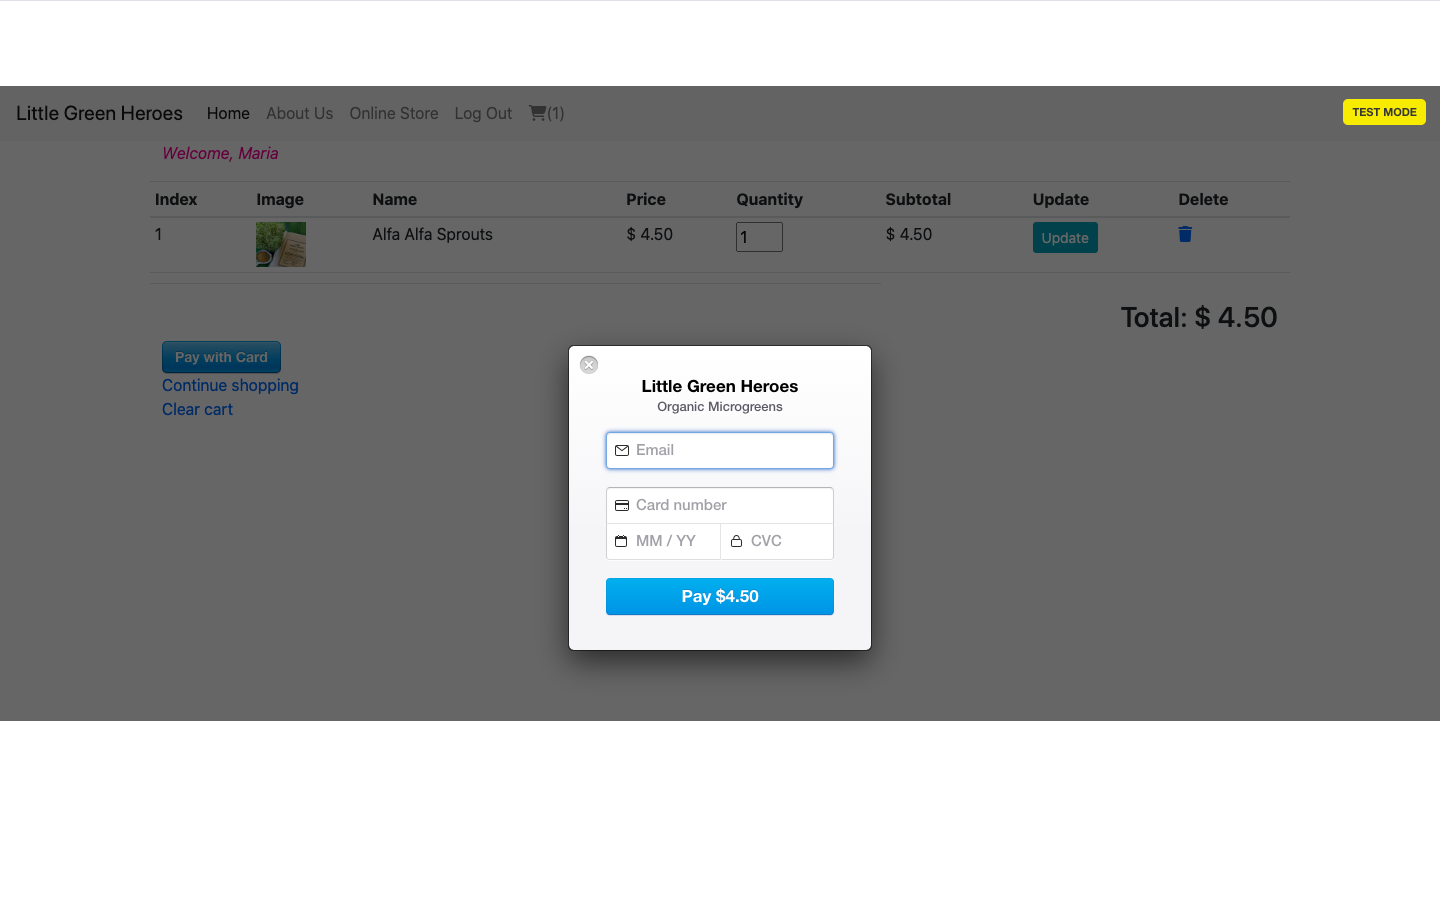 Little Green Heroes Home About Us Online Store Log Out (1) TEST MODE
Welcome, Maria
Index Image Name Price Quantity Subtotal Update Delete
1 Alfa Alfa Sprouts $ 4.50 1 $ 4.50 Update
Total: $ 4.50
Pay with Card
Continue shopping
Clear cart
Little Green Heroes
Organic Microgreens
Email
Card number
MM / YY CVC
Pay $4.50